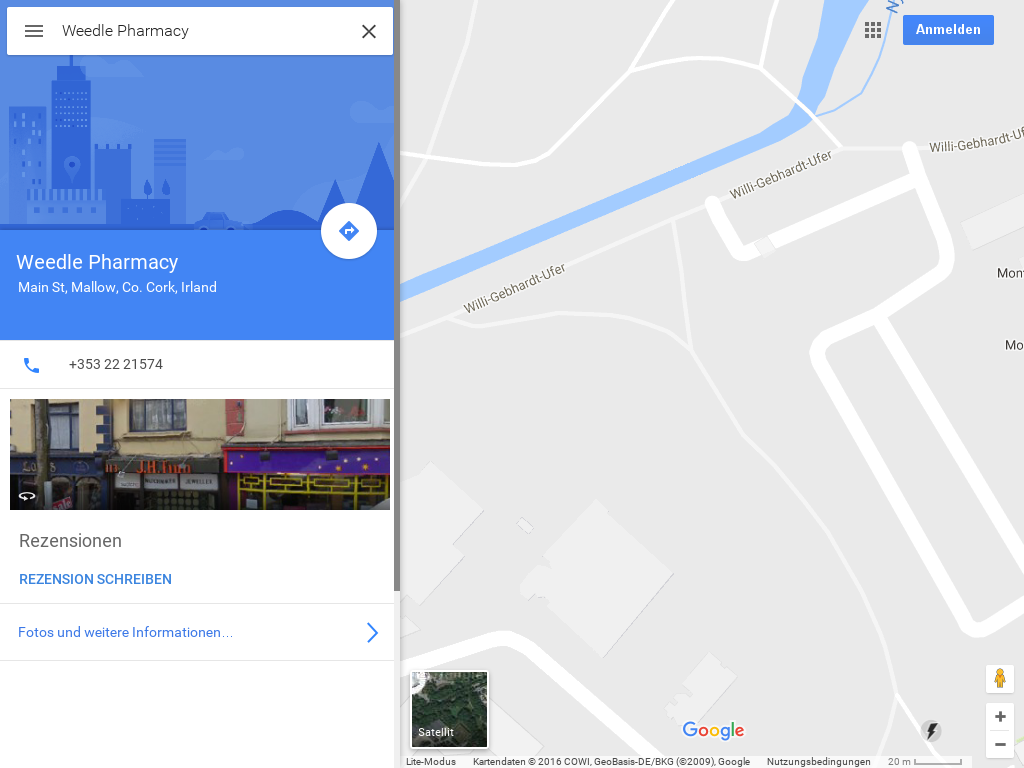 Weedle Pharmacy
Anmelden
Weedle Pharmacy
Main St, Mallow, Co. Cork, Irland
+353 22 21574
Rezensionen
REZENSION SCHREIBEN
Fotos und weitere Informationen…
Willi-Gebhardt-Ufer
Willi-Gebhardt-Uf
Willi-Gebhardt-Ufer
Mont
Mo
Satellit
Google
Lite-Modus
Kartendaten © 2016 COWI, GeoBasis-DE/BKG (©2009), Google
Nutzungsbedingungen
20 m